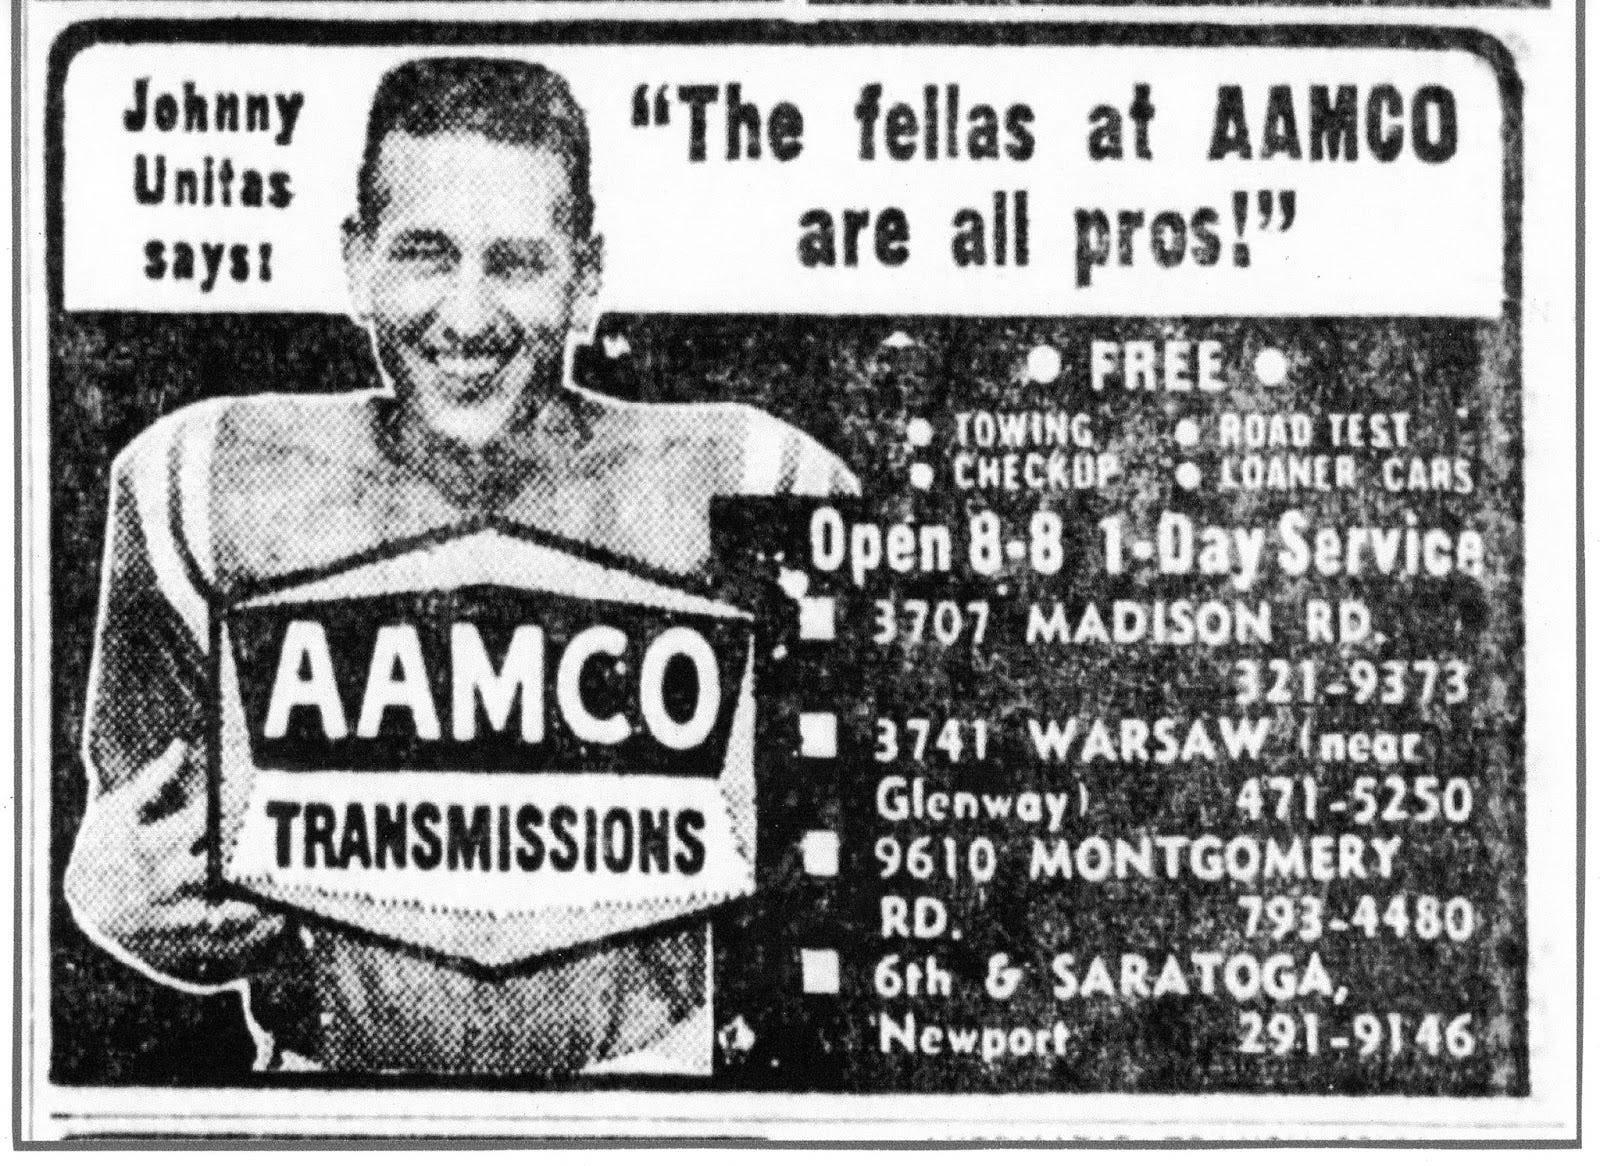 Johnny
Unitas
says:
“The fellas at AAMCO
are all pros!”
• FREE •
• TOWING • ROAD TEST
• CHECKUP • LOANER CARS
Open 8-8 1-Day Service
3707 MADISON RD.
321-9373
3741 WARSAW (near
Glenway) 471-5250
9610 MONTGOMERY
RD. 793-4480
6th & SARATOGA,
Newport 291-9146
AAMCO
TRANSMISSIONS